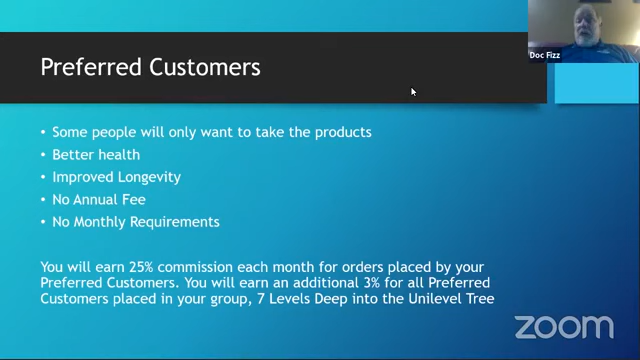 Doc Fizz
Preferred Customers
• Some people will only want to take the products
• Better health
• Improved Longevity
• No Annual Fee
• No Monthly Requirements
You will earn 25% commission each month for orders placed by your
Preferred Customers. You will earn an additional 3% for all Preferred
Customers placed in your group, 7 Levels Deep into the Unilevel Tree
zoom